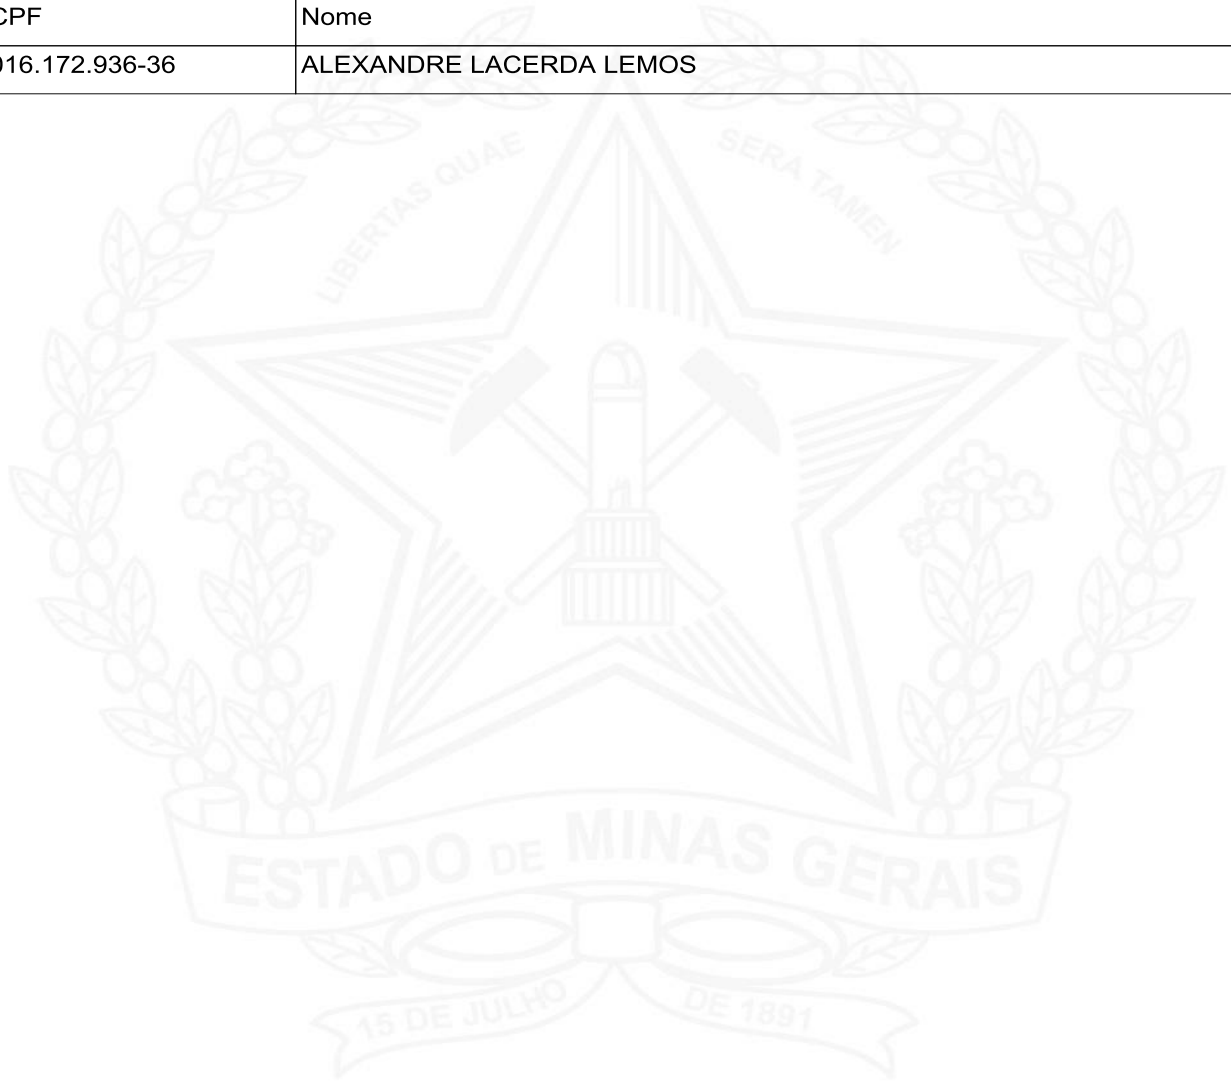 CPF Nome
016.172.936-36 ALEXANDRE LACERDA LEMOS
LIBERTAS QUAE SERA TAMEN
ESTADO DE MINAS GERAIS
15 DE JULHO DE 1891